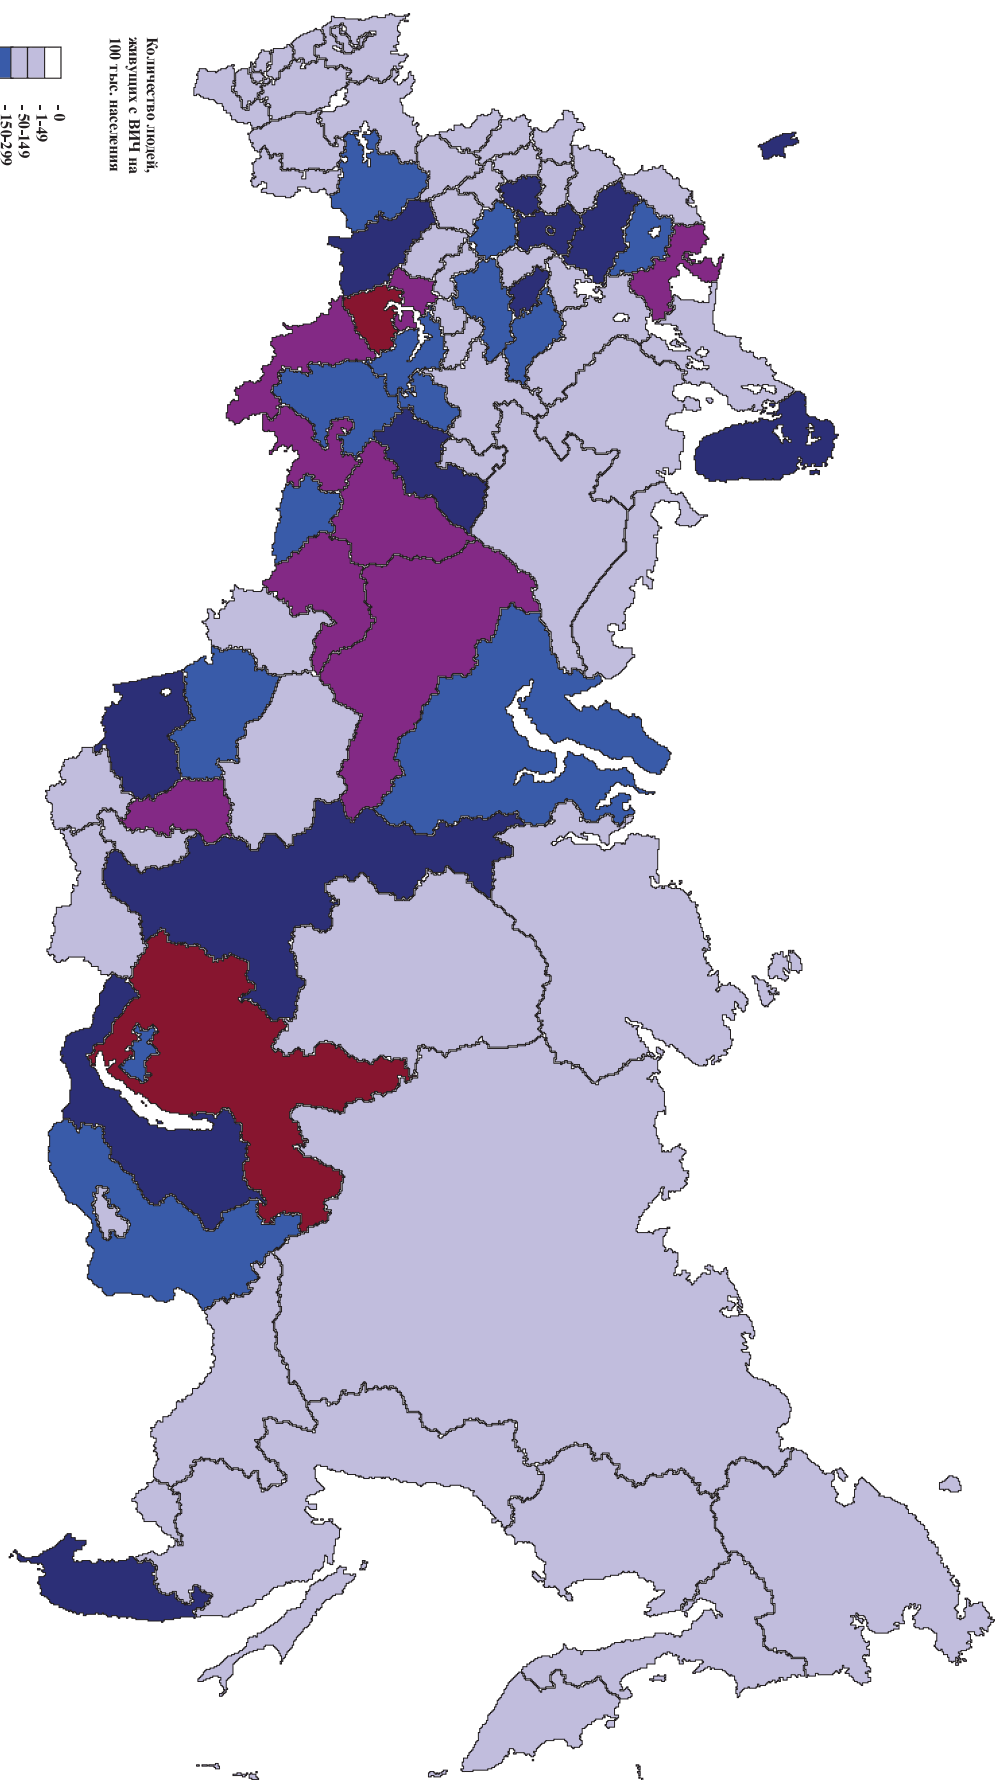 Количество людей,
живущих с ВИЧ на
100 тыс. населения
- 0
- 1-49
- 50-149
- 150-299